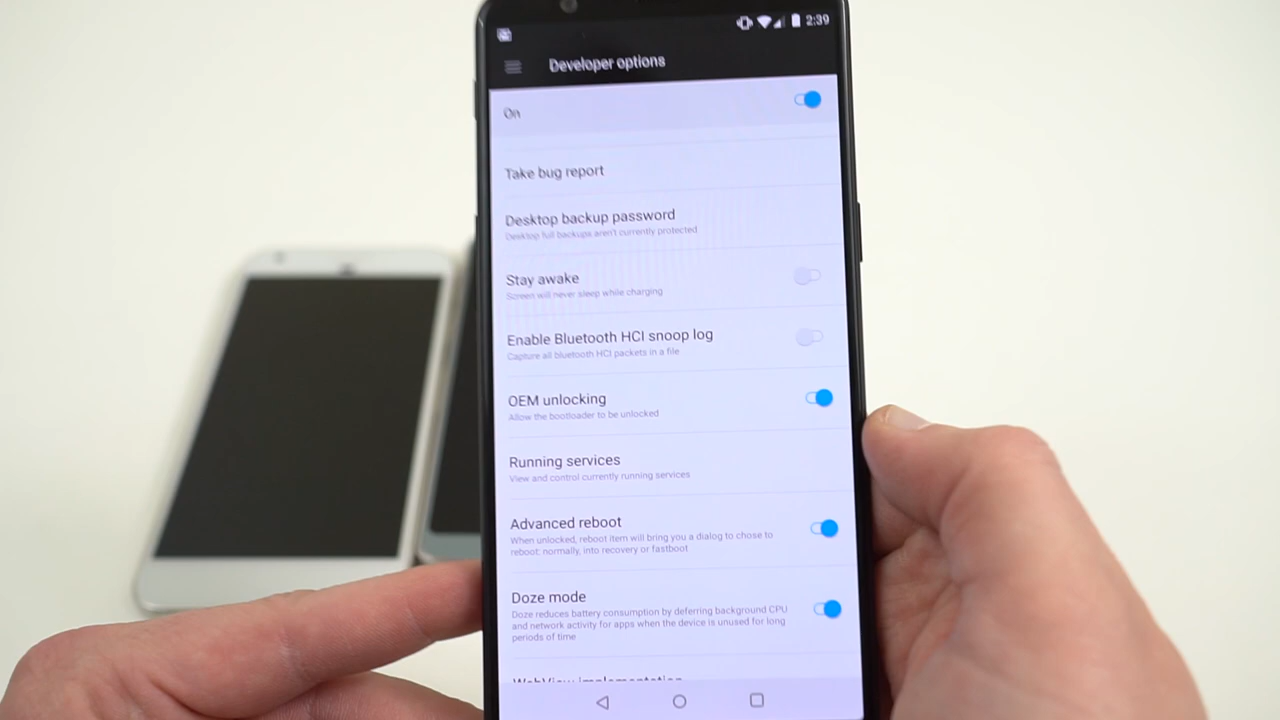 2:39
Developer options
On
Take bug report
Desktop backup password
Desktop full backups aren't currently protected
Stay awake
Screen will never sleep while charging
Enable Bluetooth HCI snoop log
Capture all bluetooth HCI packets in a file
OEM unlocking
Allow the bootloader to be unlocked
Running services
View and control currently running services
Advanced reboot
When unlocked, reboot item will bring you a dialog to chose to
reboot: normally, into recovery or fastboot
Doze mode
Doze reduces battery consumption by deferring background CPU
and network activity for apps when the device is unused for long
periods of time
WebView implementation